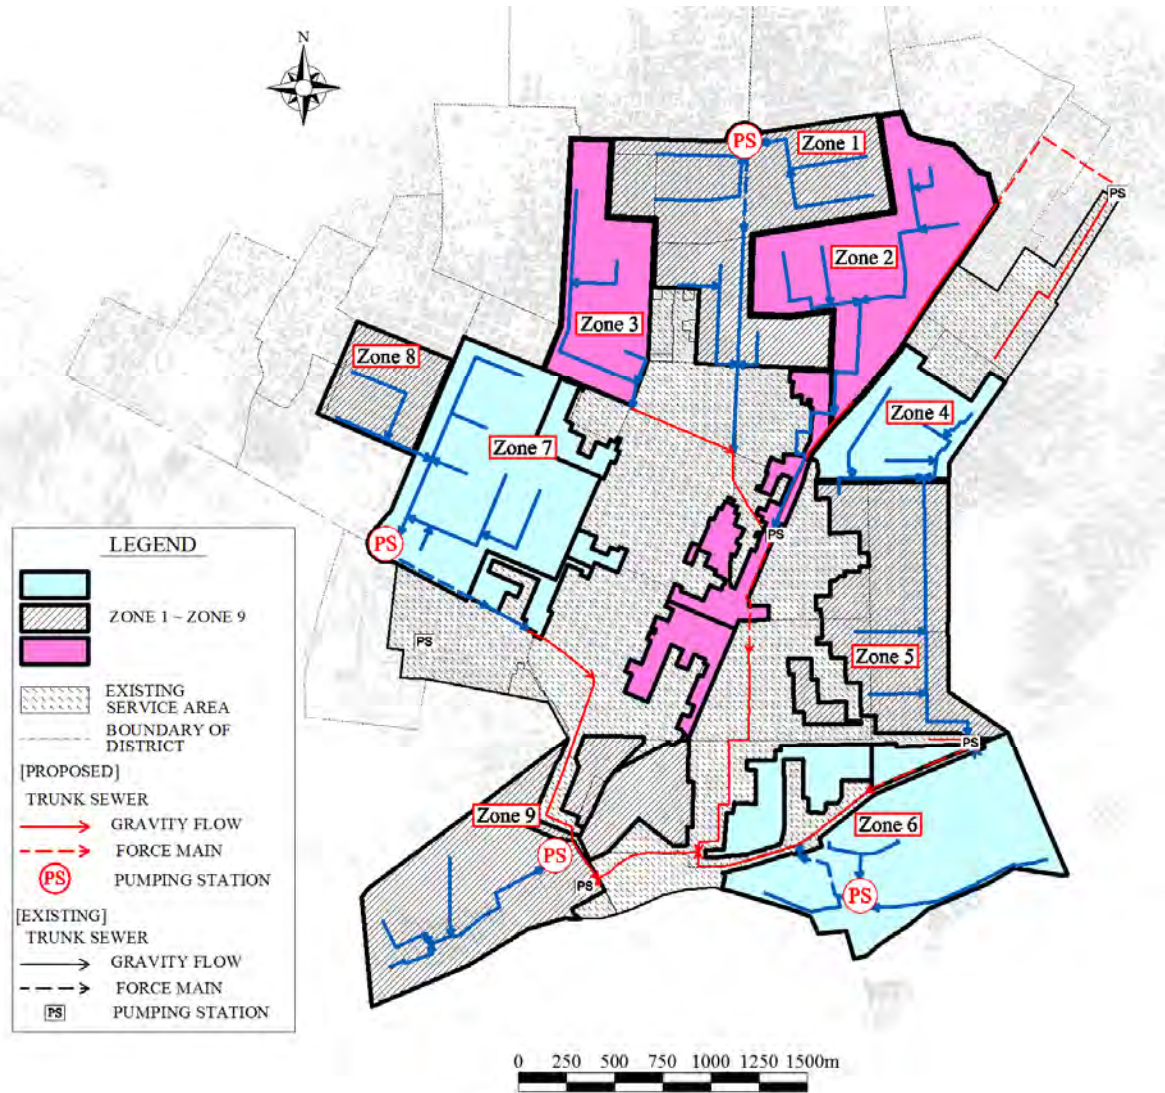 N
PS
Zone 1
PS
Zone 2
Zone 3
Zone 8
Zone 4
Zone 7
PS
PS
PS
Zone 5
PS
Zone 9
Zone 6
PS
PS
PS
LEGEND
ZONE 1 ~ ZONE 9
EXISTING
SERVICE AREA
BOUNDARY OF
DISTRICT
[PROPOSED]
TRUNK SEWER
GRAVITY FLOW
FORCE MAIN
PS PUMPING STATION
[EXISTING]
TRUNK SEWER
GRAVITY FLOW
FORCE MAIN
PS PUMPING STATION
0 250 500 750 1000 1250 1500m